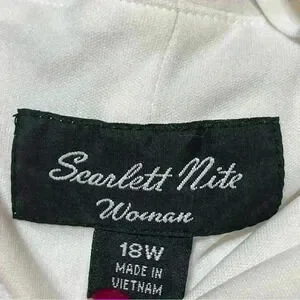 Scarlett Nite
Woman
18W
MADE IN
VIETNAM